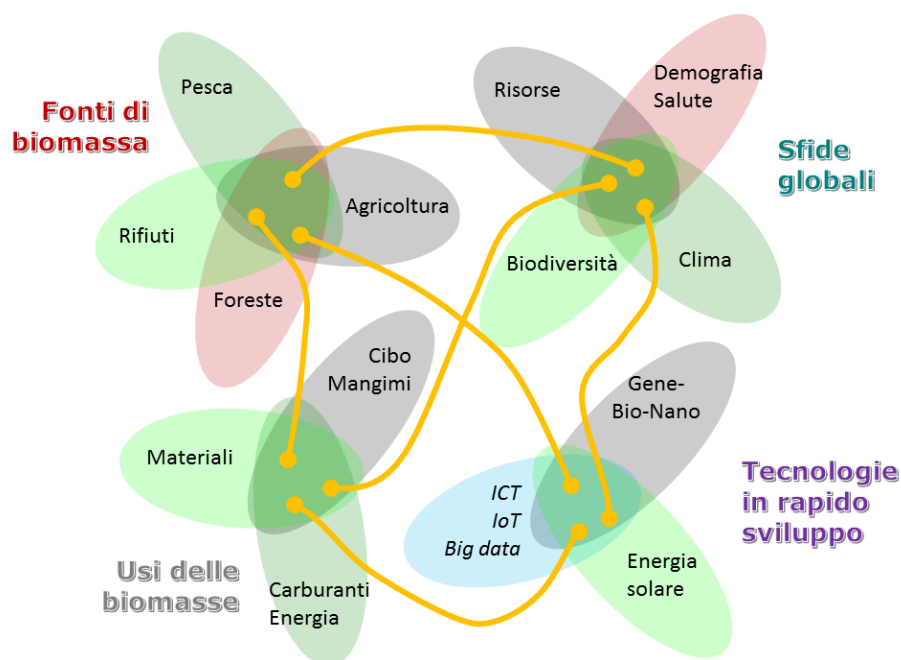 Pesca
Fonti di
biomassa
Agricoltura
Rifiuti
Foreste
Risorse
Demografia
Salute
Sfide
globali
Biodiversità
Clima
Cibo
Mangimi
Materiali
Usi delle
biomasse
Carburanti
Energia
Gene-
Bio-Nano
ICT
IoT
Big data
Energia
solare
Tecnologie
in rapido
sviluppo